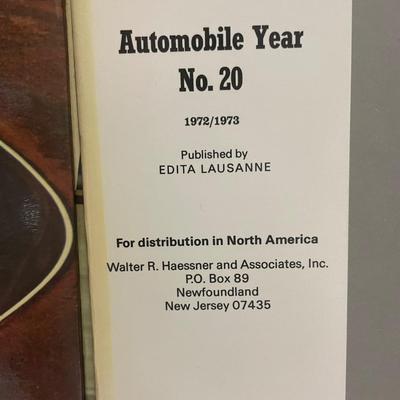 Automobile Year
No. 20
1972/1973
Published by
EDITA LAUSANNE
For distribution in North America
Walter R. Haessner and Associates, Inc.
P.O. Box 89
Newfoundland
New Jersey 07435